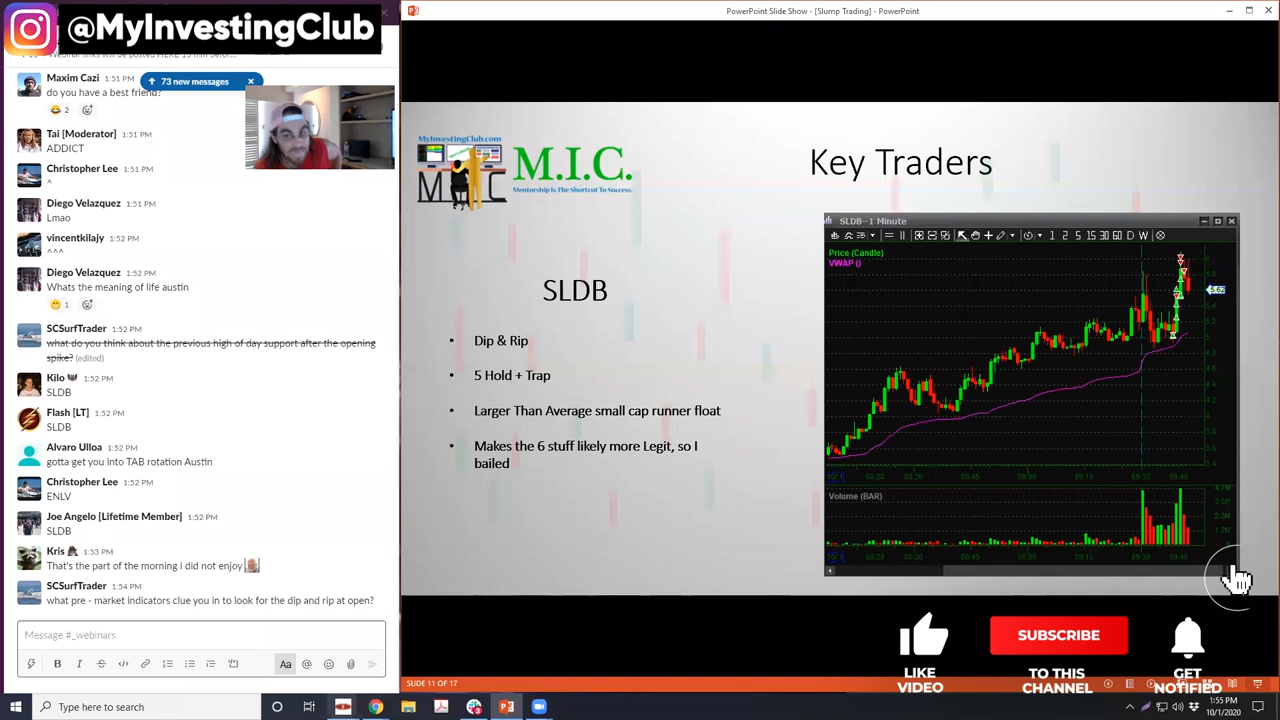 @MyInvestingClub
Maxim Cazi 1:51 PM
do you have a best friend?
73 new messages
2
Tai [Moderator] 1:51 PM
ADDICT
Christopher Lee 1:51 PM
^
Diego Velazquez 1:51 PM
Lmao
vincentkilajy 1:52 PM
^^^
Diego Velazquez 1:52 PM
Whats the meaning of life austin
1
SCSurfTrader 1:52 PM
what do you think about the previous high of day support after the opening
spike? (edited)
Kilo 1:52 PM
SLDB
Flash [LT] 1:52 PM
SLDB
Alvaro Ulloa 1:52 PM
gotta get you into TAB rotation Austin
Christopher Lee 1:52 PM
ENLV
Joe Angelo [Lifetime Member] 1:52 PM
SLDB
Kris 1:53 PM
That's the part of the morning i did not enjoy
SCSurfTrader 1:54 PM
what pre - market indicators clue you in to look for the dip and rip at open?
Message #_webinars
PowerPoint Slide Show - [Slump Trading] - PowerPoint
MyInvestingClub.com
M.I.C.
Mentorship Is The Shortcut To Success.
Key Traders
SLDB
• Dip & Rip
• 5 Hold + Trap
• Larger Than Average small cap runner float
• Makes the 6 stuff likely more Legit, so I
bailed
SLDB--1 Minute
1 2 5 15 30 60 D W
Price (Candle)
VWAP ()
Volume (BAR)
LIKE
VIDEO
SUBSCRIBE
TO THIS
CHANNEL
GET
NOTIFIED
SLIDE 11 OF 17
Type here to search
1:55 PM
10/1/2020